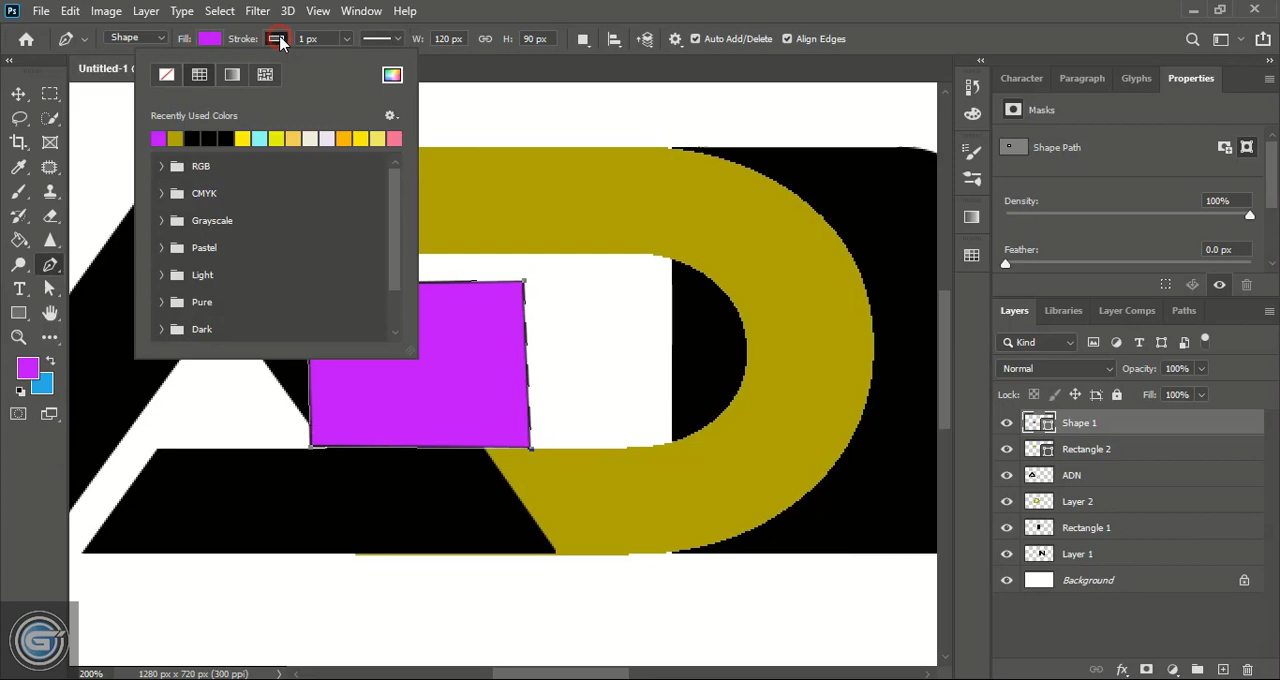 Ps File Edit Image Layer Type Select Filter 3D View Window Help
Shape Fill: Stroke: 1 px W: 120 px H: 90 px Auto Add/Delete Align Edges
Untitled-1
Character Paragraph Glyphs Properties
Recently Used Colors
RGB
CMYK
Grayscale
Pastel
Light
Pure
Dark
Masks
Shape Path
Density: 100%
Feather: 0.0 px
Layers Libraries Layer Comps Paths
Kind
Normal Opacity: 100%
Lock: Fill: 100%
Shape 1
Rectangle 2
ADN
Layer 2
Rectangle 1
Layer 1
Background
200% 1280 px x 720 px (300 ppi)